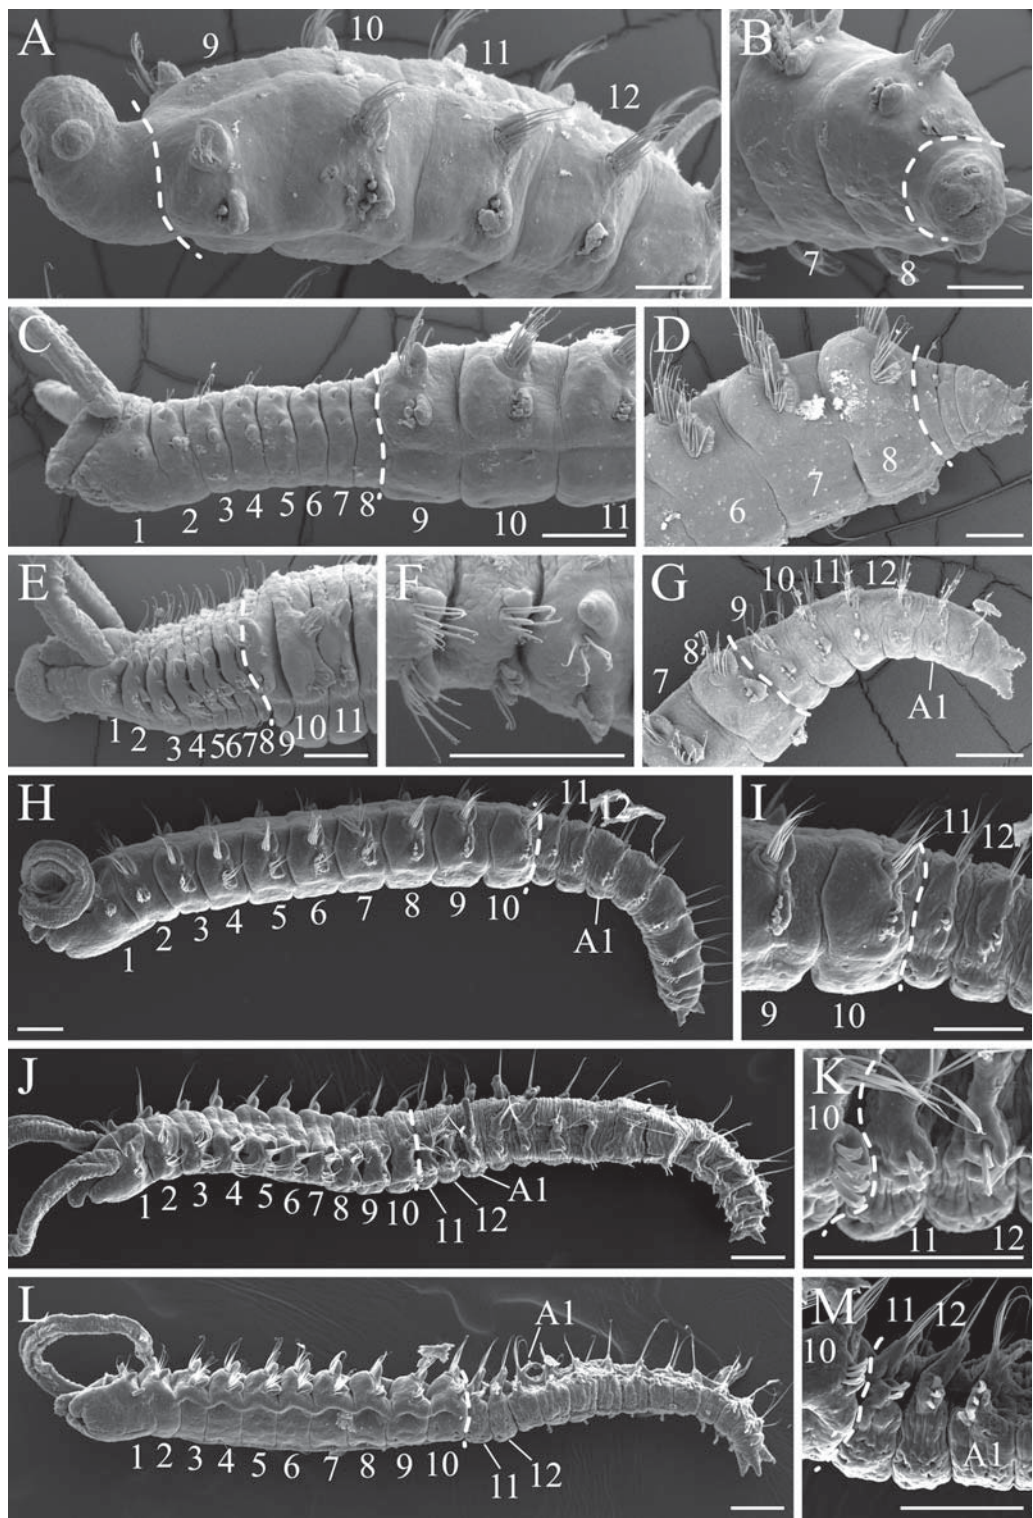 A 9 10 11 12
B 7 8
C 1 2 3 4 5 6 7 8 9 10 11
D 6 7 8
E 1 2 3 4 5 6 7 8 9 10 11
F
G 7 8 9 10 11 12 A1
H 1 2 3 4 5 6 7 8 9 10 11 12 A1
I 9 10 11 12
J 1 2 3 4 5 6 7 8 9 10 11 12 A1
K 10 11 12
L 1 2 3 4 5 6 7 8 9 10 11 12 A1
M 10 11 12 A1